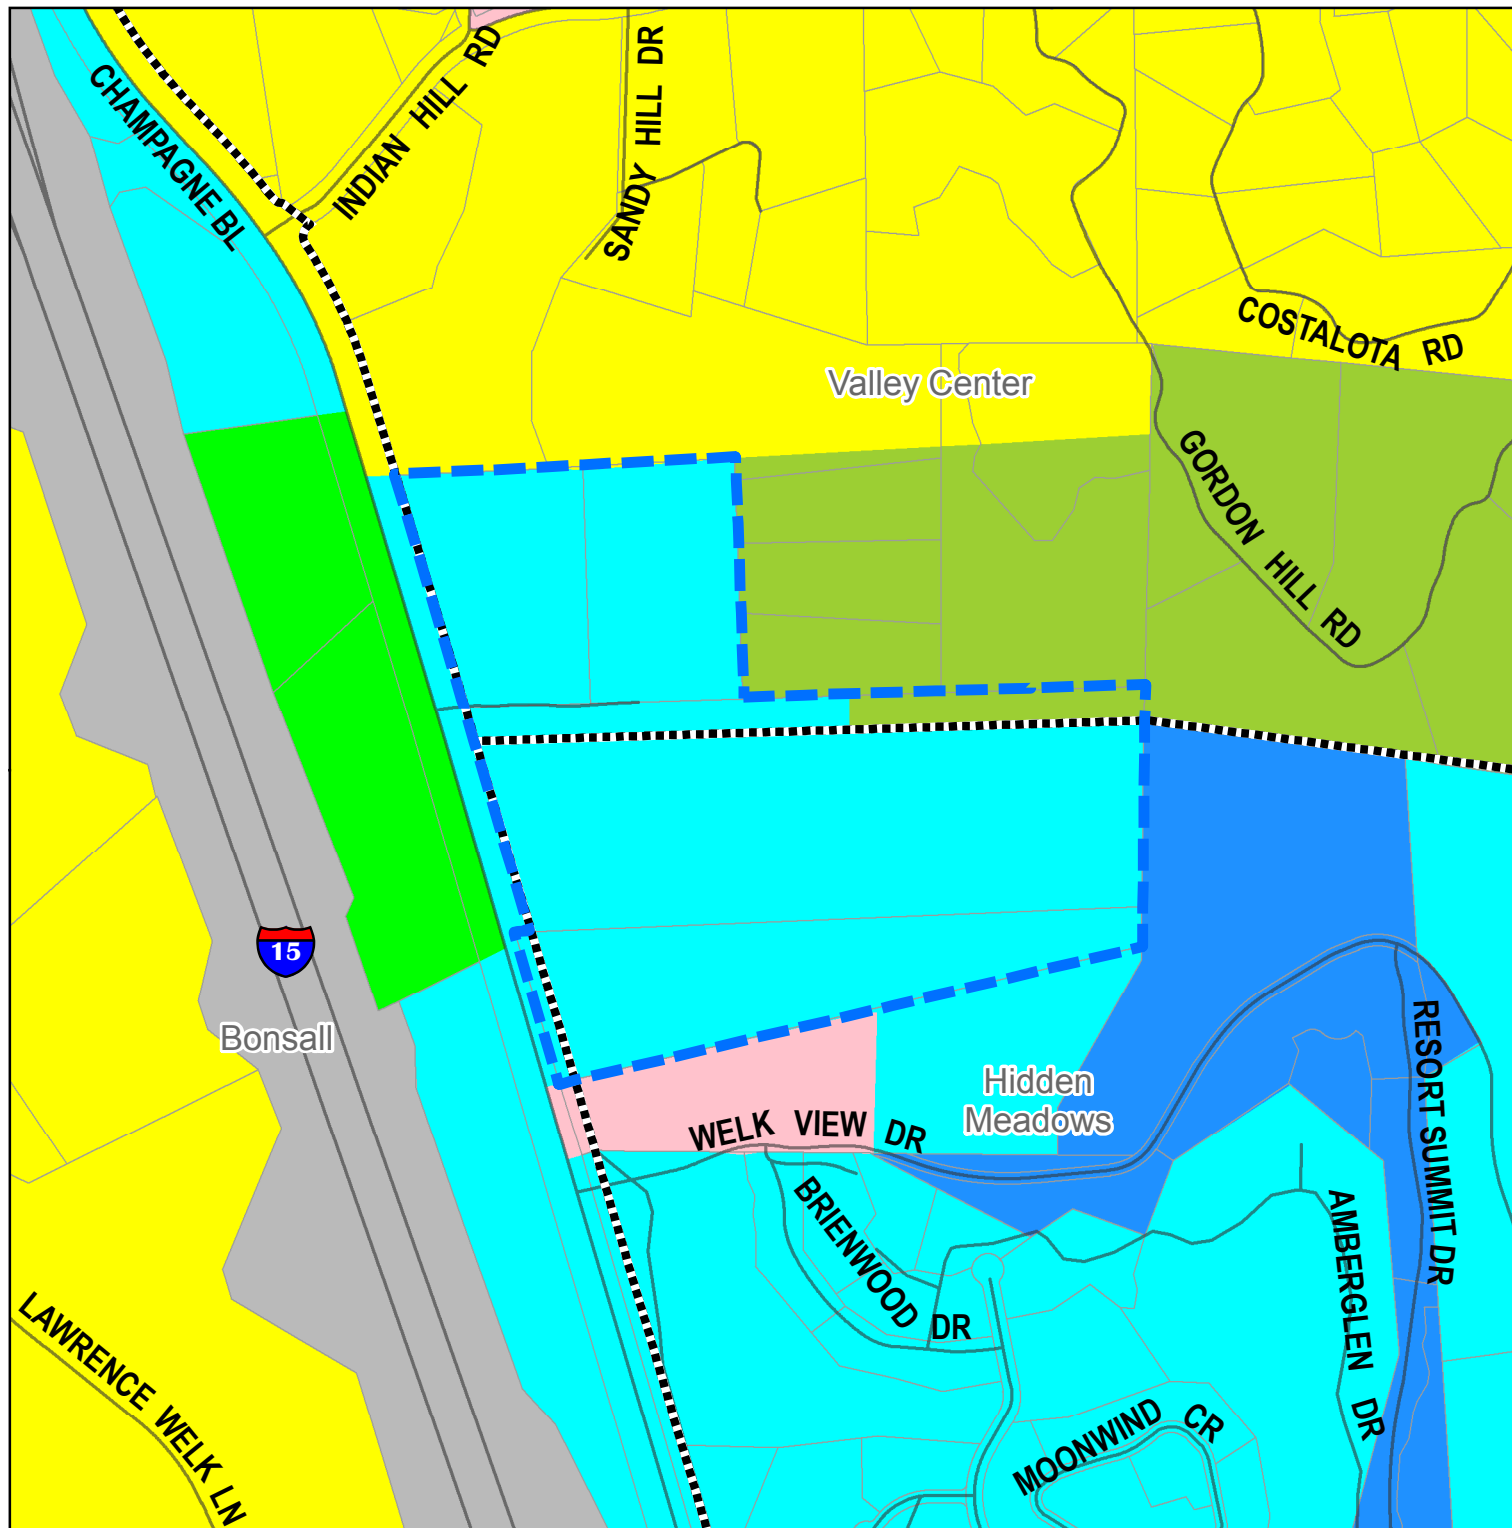 CHAMPAGNE BL
INDIAN HILL RD
SANDY HILL DR
COSTALOTA RD
Valley Center
GORDON HILL RD
15
Bonsall
RESORT SUMMIT DR
Hidden
Meadows
WELK VIEW DR
BRIENWOOD DR
AMBERGLEN DR
LAWRENCE WELK LN
MOONWIND CR